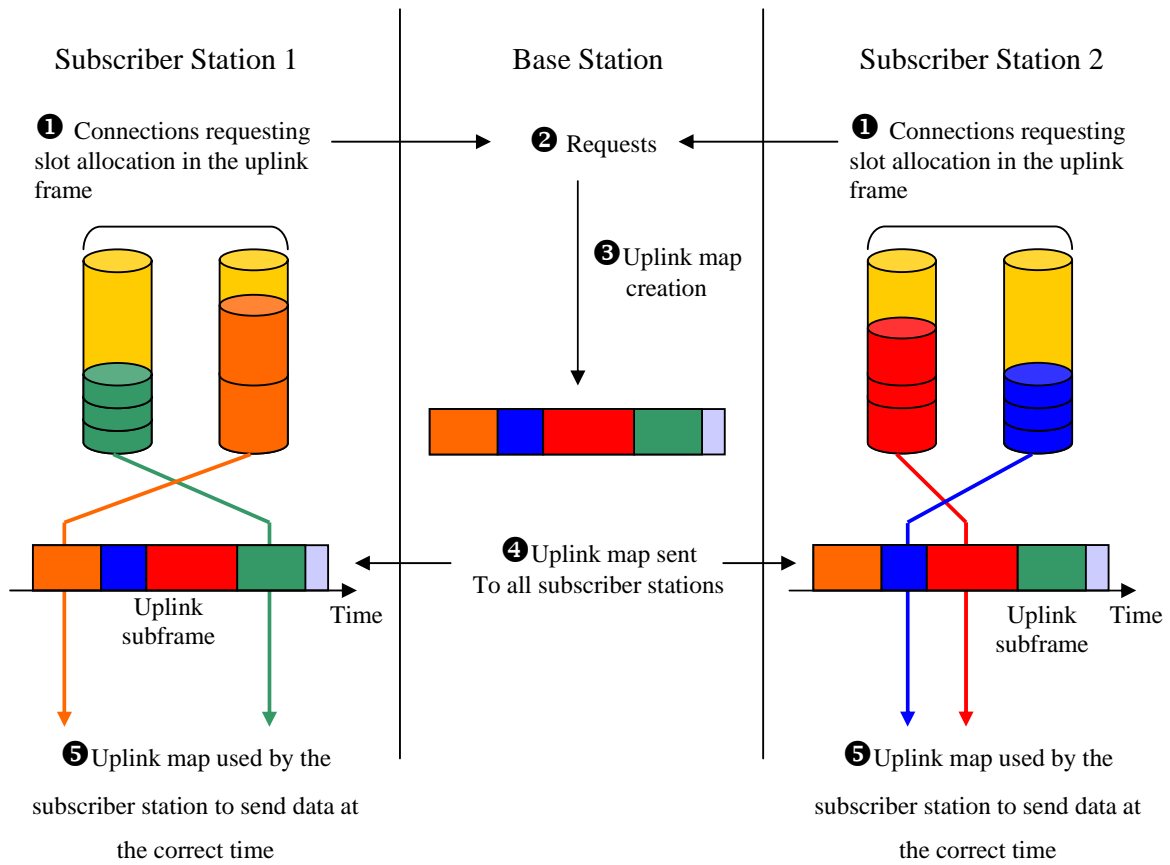 Subscriber Station 1
Base Station
Subscriber Station 2
❶ Connections requesting
slot allocation in the uplink
frame
❷ Requests
❶ Connections requesting
slot allocation in the uplink
frame
❸Uplink map
creation
❹Uplink map sent
To all subscriber stations
Uplink
subframe
Time
Uplink
subframe
Time
❺Uplink map used by the
subscriber station to send data at
the correct time
❺Uplink map used by the
subscriber station to send data at
the correct time